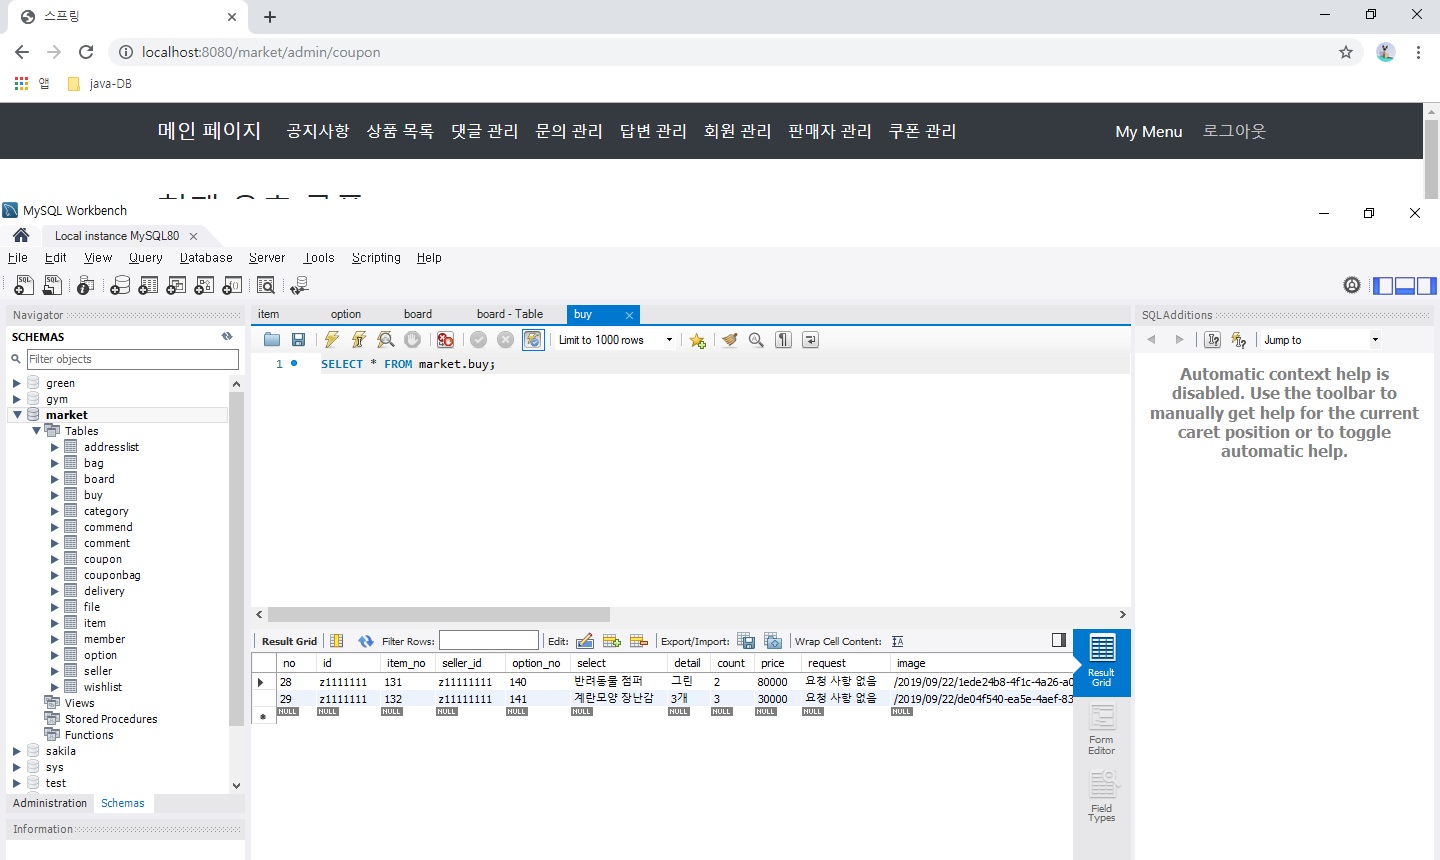 스프링
localhost:8080/market/admin/coupon
앱 java-DB
메인 페이지 공지사항 상품 목록 댓글 관리 문의 관리 답변 관리 회원 관리 판매자 관리 쿠폰 관리 My Menu 로그아웃
MySQL Workbench
Local instance MySQL80
File Edit View Query Database Server Tools Scripting Help
Navigator
SCHEMAS
Filter objects
green
gym
market
Tables
addresslist
bag
board
buy
category
commend
comment
coupon
couponbag
delivery
file
item
member
option
seller
wishlist
Views
Stored Procedures
Functions
sakila
sys
test
Administration Schemas
Information
item option board board - Table buy
Limit to 1000 rows
1 SELECT * FROM market.buy;
Result Grid Filter Rows: Edit: Export/Import: Wrap Cell Content:
no id item_no seller_id option_no select detail count price request image
28 z1111111 131 z11111111 140 반려동물 점퍼 그린 2 80000 요청 사항 없음 /2019/09/22/1ede24b8-4f1c-4a26-a0
29 z1111111 132 z11111111 141 계란모양 장난감 3개 3 30000 요청 사항 없음 /2019/09/22/de04f540-ea5e-4aef-83
NULL NULL NULL NULL NULL NULL NULL NULL NULL NULL NULL
Result
Grid
Form
Editor
Field
Types
SQLAdditions
Jump to
Automatic context help is
disabled. Use the toolbar to
manually get help for the current
caret position or to toggle
automatic help.